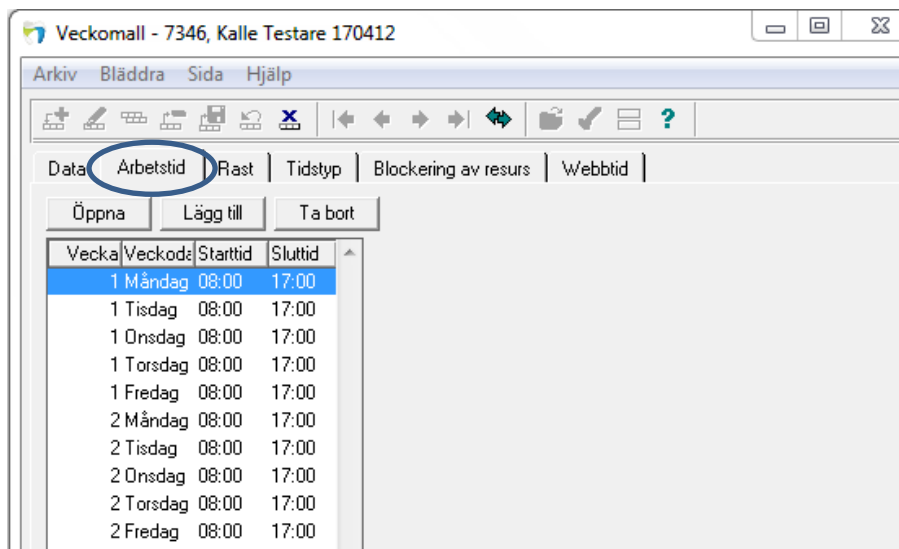 Veckomall - 7346, Kalle Testare 170412
Arkiv Bläddra Sida Hjälp
?
Data Arbetstid Rast Tidstyp Blockering av resurs Webbtid
Öppna Lägg till Ta bort
Vecka Veckoda Starttid Sluttid
1 Måndag 08:00 17:00
1 Tisdag 08:00 17:00
1 Onsdag 08:00 17:00
1 Torsdag 08:00 17:00
1 Fredag 08:00 17:00
2 Måndag 08:00 17:00
2 Tisdag 08:00 17:00
2 Onsdag 08:00 17:00
2 Torsdag 08:00 17:00
2 Fredag 08:00 17:00